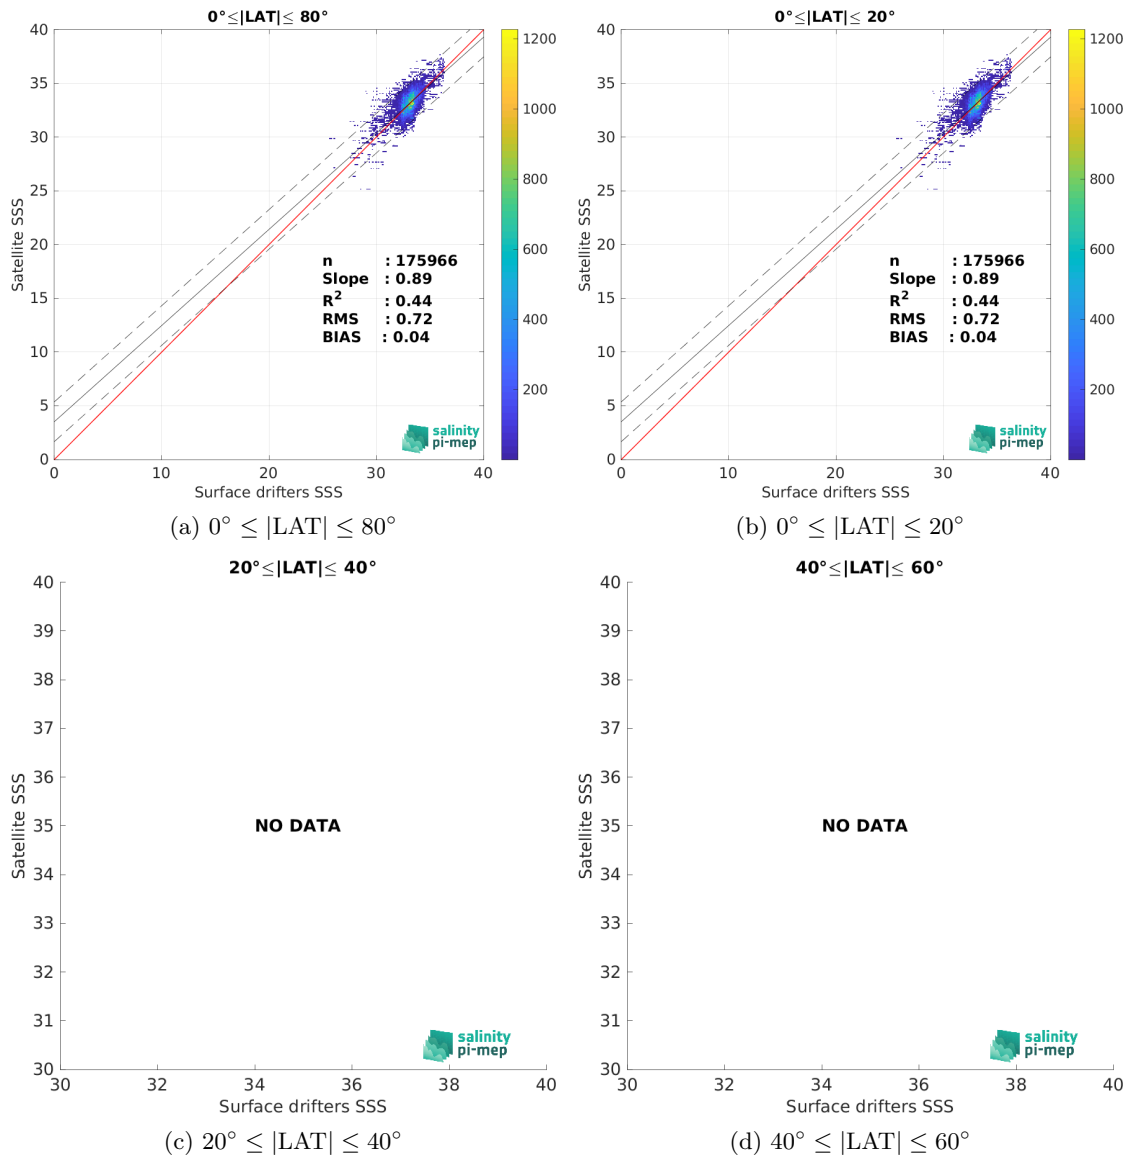 0°≤|LAT|≤ 80°
40
35
30
25
20
15
10
5
0
0
10
20
30
40
Satellite SSS
Surface drifters SSS
n : 175966
Slope : 0.89
R² : 0.44
RMS : 0.72
BIAS : 0.04
salinity
pi-mep
1200
1000
800
600
400
200
(a) 0° ≤ |LAT| ≤ 80°
0°≤|LAT|≤ 20°
40
35
30
25
20
15
10
5
0
0
10
20
30
40
Satellite SSS
Surface drifters SSS
n : 175966
Slope : 0.89
R² : 0.44
RMS : 0.72
BIAS : 0.04
salinity
pi-mep
1200
1000
800
600
400
200
(b) 0° ≤ |LAT| ≤ 20°
20°≤|LAT|≤ 40°
40
39
38
37
36
35
34
33
32
31
30
30
32
34
36
38
40
Satellite SSS
NO DATA
salinity
pi-mep
Surface drifters SSS
(c) 20° ≤ |LAT| ≤ 40°
40°≤|LAT|≤ 60°
40
39
38
37
36
35
34
33
32
31
30
30
32
34
36
38
40
Satellite SSS
NO DATA
salinity
pi-mep
Surface drifters SSS
(d) 40° ≤ |LAT| ≤ 60°